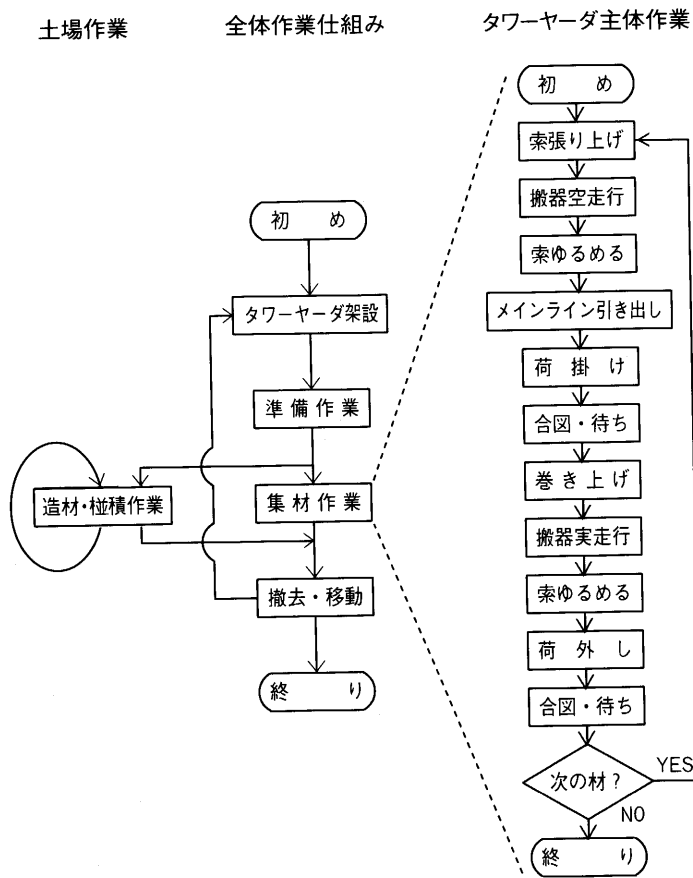 土場作業
全体作業仕組み
タワーヤーダ主体作業
初 め
タワーヤーダ架設
準備作業
造材・椪積作業
集材作業
撤去・移動
終 り
初 め
索張り上げ
搬器空走行
索ゆるめる
メインライン引き出し
荷掛け
合図・待ち
巻き上げ
搬器実走行
索ゆるめる
荷外し
合図・待ち
次の材？
YES
NO
終 り